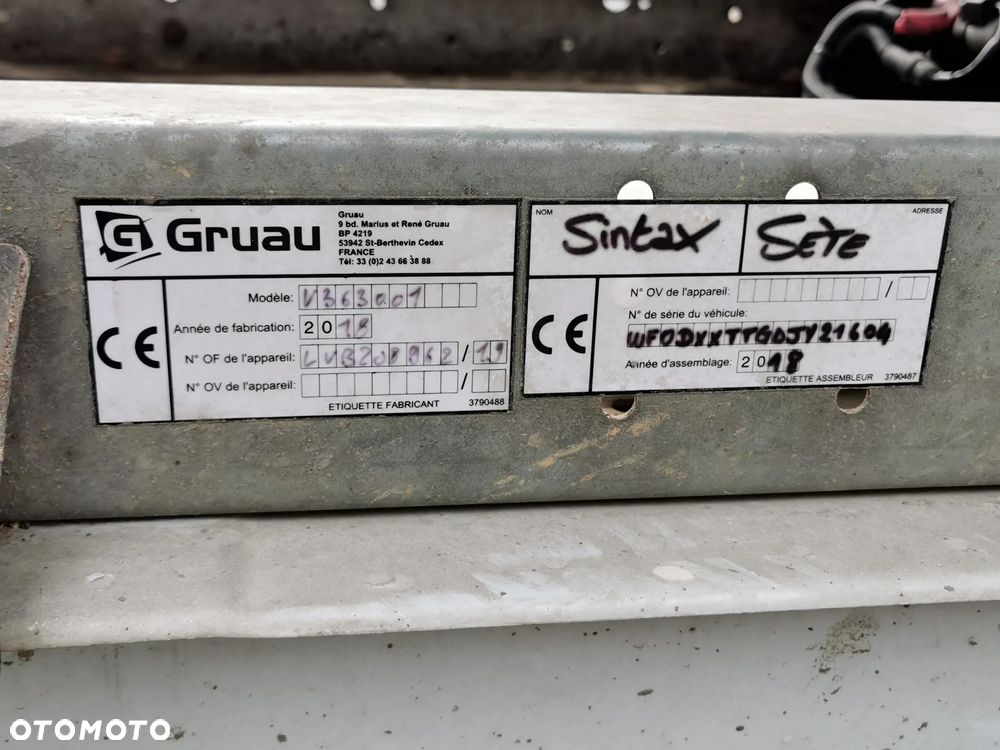 Gruau
Gruau
9 bd. Marius et René Gruau
BP 4219
53942 St-Berthevin Cedex
FRANCE
Tél: 33 (0)2 43 66 38 88
CE
Modèle: V363001
Année de fabrication: 2018
N° OF de l'appareil: / 19
N° OV de l'appareil: /
ETIQUETTE FABRICANT 3790488
NOM
Sintax
ADRESSE
SETE
CE
N° OV de l'appareil: /
N° de série du véhicule:
WF0DXXTTGDJY21604
Année d'assemblage: 2018
ETIQUETTE ASSEMBLEUR 3790487
OTOMOTO